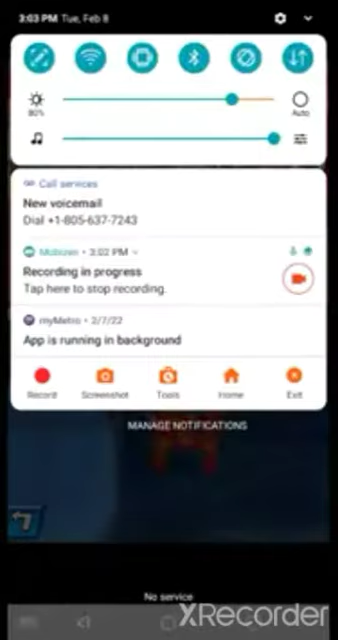 3:03 PM Tue, Feb 8
80%
Auto
Call services
New voicemail
Dial +1-805-637-7243
Mobizen • 3:02 PM
Recording in progress
Tap here to stop recording.
myMetro • 2/7/22
App is running in background
Record Screenshot Tools Home Exit
MANAGE NOTIFICATIONS
No service
XRecorder